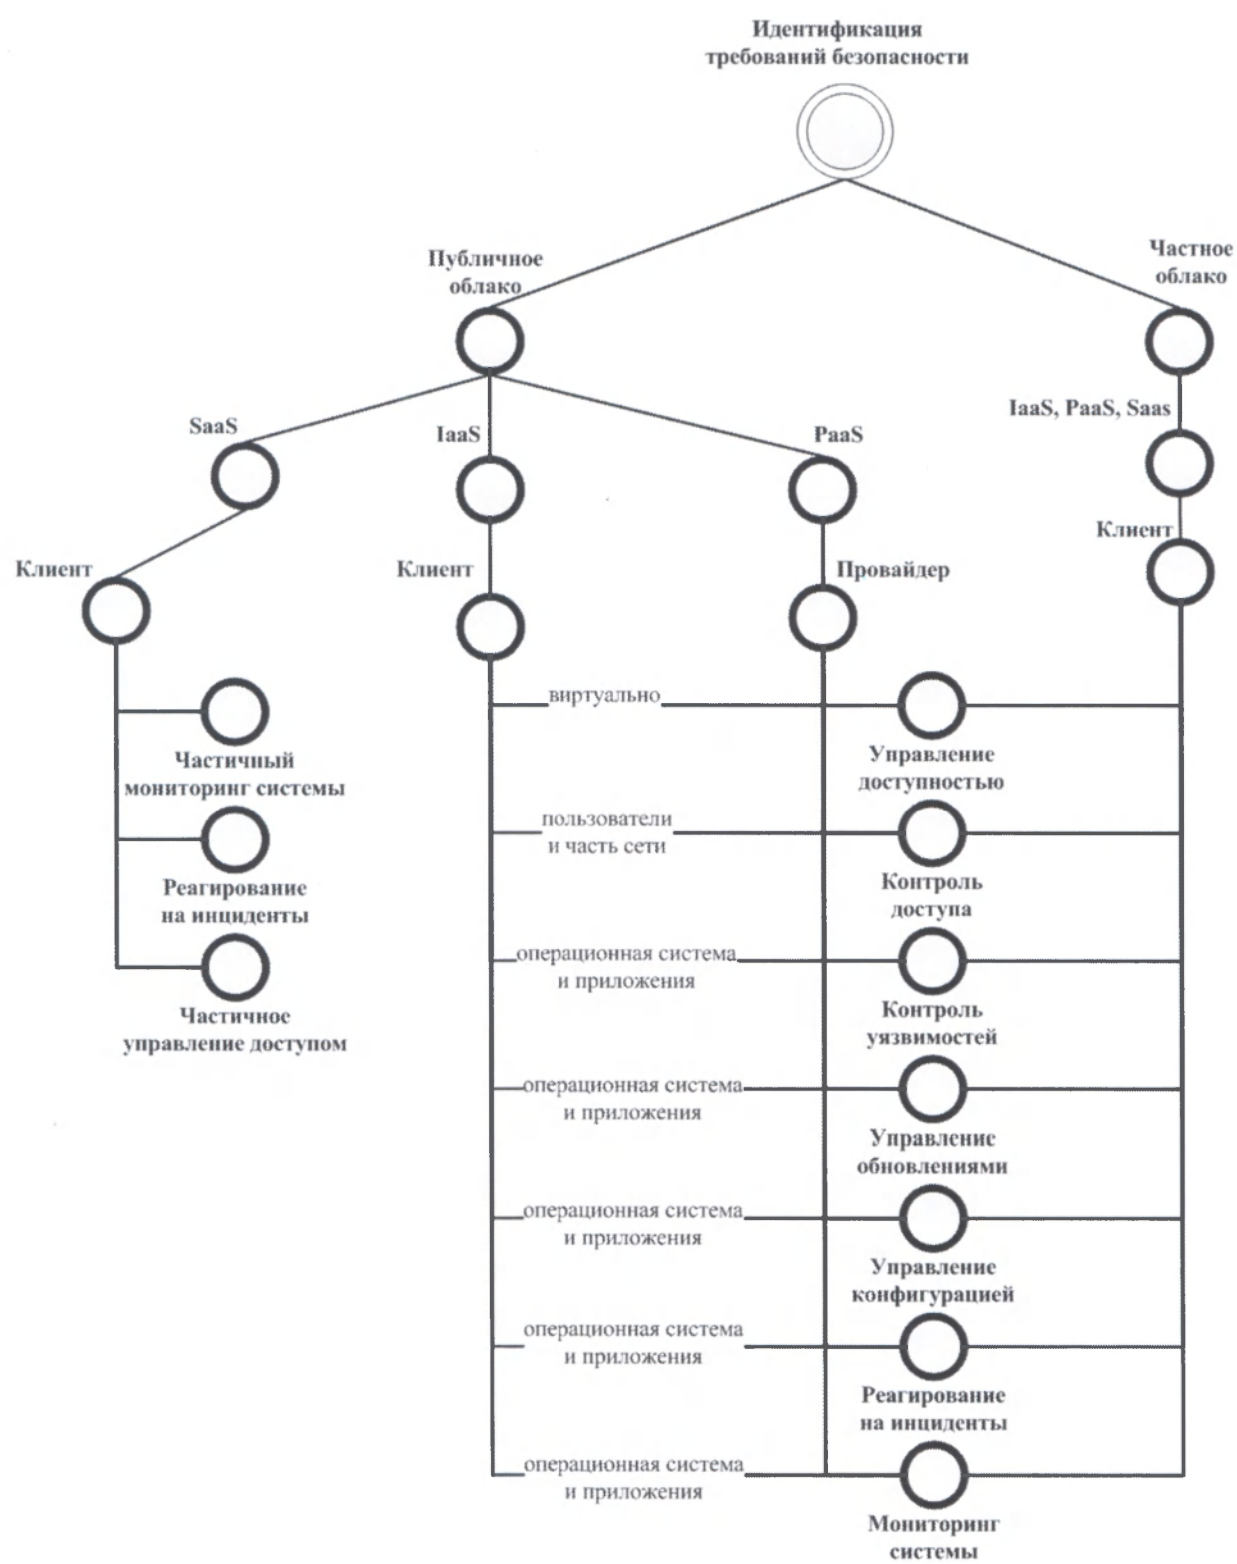 Идентификация
требований безопасности
Публичное
облако
Частное
облако
IaaS, PaaS, Saas
SaaS
IaaS
PaaS
Клиент
Клиент
Клиент
Провайдер
виртуально
Управление
доступностью
Частичный
мониторинг системы
пользователи
и часть сети
Контроль
доступа
Реагирование
на инциденты
операционная система
и приложения
Контроль
уязвимостей
Частичное
управление доступом
операционная система
и приложения
Управление
обновлениями
операционная система
и приложения
Управление
конфигурацией
операционная система
и приложения
Реагирование
на инциденты
операционная система
и приложения
Мониторинг
системы